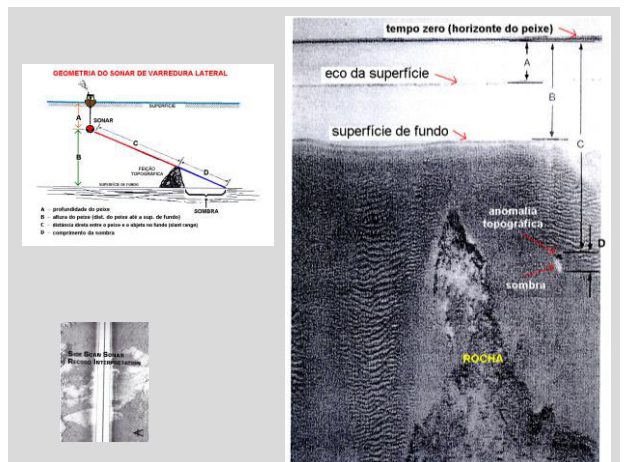 GEOMETRIA DO SONAR DE VARREDURA LATERAL
SUPERFÍCIE
A
SONAR
C
B
D
FEIÇÃO
TOPOGRÁFICA
SUPERFÍCIE DE FUNDO
SOMBRA
A – profundidade do peixe
B – altura do peixe (dist. do peixe até a sup. de fundo)
C – distância direta entre o peixe e o objeto no fundo (slant range)
D – comprimento da sombra
SIDE SCAN SONAR
RECORD INTERPRETATION
tempo zero (horizonte do peixe)
A
eco da superfície
B
superfície de fundo
C
anomalia
topográfica
D
sombra
ROCHA